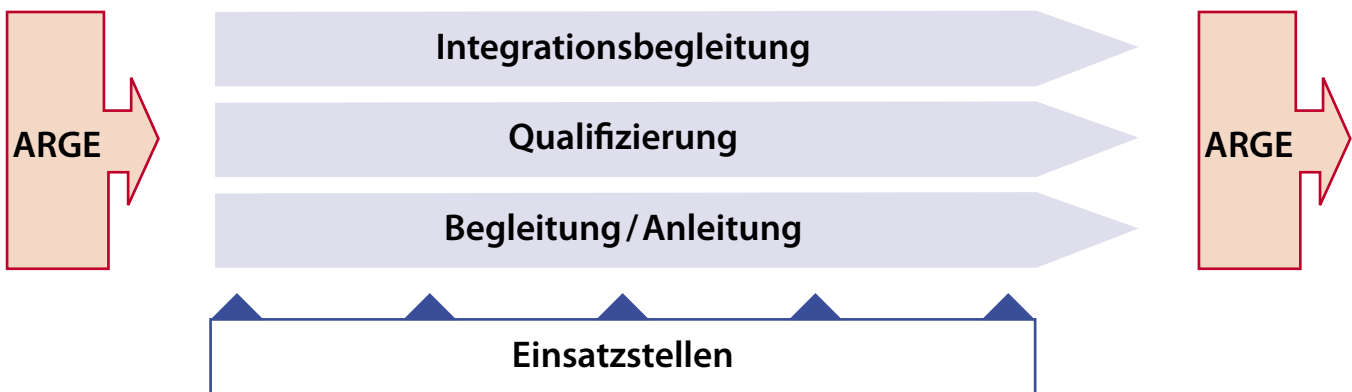 Integrationsbegleitung
ARGE
Qualifizierung
ARGE
Begleitung / Anleitung
Einsatzstellen